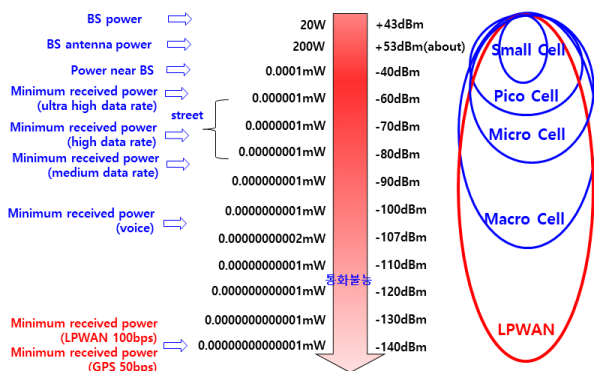 BS power
20W
+43dBm
BS antenna power
200W
+53dBm(about)
Small Cell
Power near BS
0.0001mW
-40dBm
Minimum received power
(ultra high data rate)
0.000001mW
-60dBm
Pico Cell
street
Minimum received power
(high data rate)
0.0000001mW
-70dBm
Micro Cell
Minimum received power
(medium data rate)
0.00000001mW
-80dBm
0.000000001mW
-90dBm
Minimum received power
(voice)
0.0000000001mW
-100dBm
Macro Cell
0.00000000002mW
-107dBm
0.00000000001mW
-110dBm
통화불능
0.000000000001mW
-120dBm
Minimum received power
(LPWAN 100bps)
0.0000000000001mW
-130dBm
LPWAN
Minimum received power
(GPS 50bps)
0.00000000000001mW
-140dBm